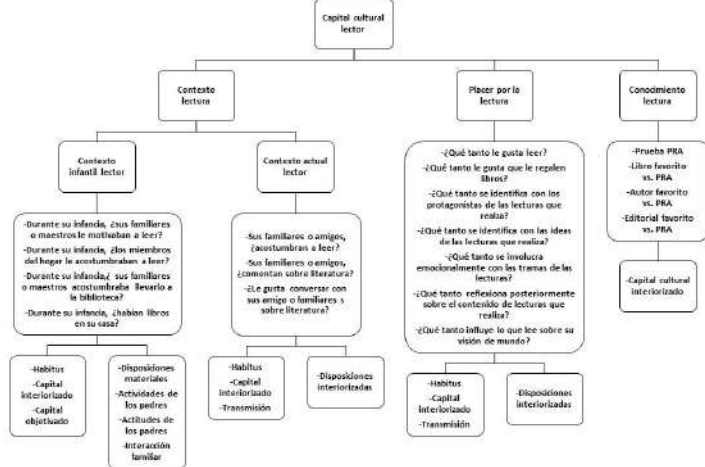 Capital cultural
lector
Contexto
lectura
Placer por la
lectura
Conocimiento
lectura
Contexto
infantil lector
Contexto actual
lector
-Durante su infancia, ¿sus familiares
o maestros le motivaban a leer?
-Durante su infancia, ¿los miembros
del hogar le acostumbraban a leer?
-Durante su infancia,¿ sus familiares
o maestros acostumbraba llevarlo a
la biblioteca?
-Durante su infancia, ¿habían libros
en su casa?
-Sus familiares o amigos,
¿acostumbran a leer?
-Sus familiares o amigos,
¿comentan sobre literatura?
-¿Le gusta conversar con
sus amigo o familiares s
sobre literatura?
-¿Qué tanto le gusta leer?
-¿Qué tanto le gusta que le regelen
libros?
-¿Qué tanto se identifica con los
protagonistas de las lecturas que
realiza?
-¿Qué tanto se identifica con las ideas
de las lecturas que realiza?
-¿Qué tanto se involucra
emocionalmente con las tramas de las
lecturas?
-¿Qué tanto reflexiona posteriormente
sobre el contenido de lecturas que
realiza?
-¿Qué tanto influye lo que lee sobre su
visión de mundo?
-Prueba PRA
-Libro favorito
vs. PRA
-Autor favorito
vs. PRA
-Editorial favorito
vs. PRA
-Capital cultural
interiorizado
-Habitus
-Capital
interiorizado
-Capital
objetivado
-Disposiciones
materiales
-Actividades de
los padres
-Actitudes de
los padres
-Interacción
familiar
-Habitus
-Capital
interiorizado
-Transmisión
-Disposiciones
interiorizadas
-Habitus
-Capital
interiorizado
-Transmisión
-Disposiciones
interiorizadas